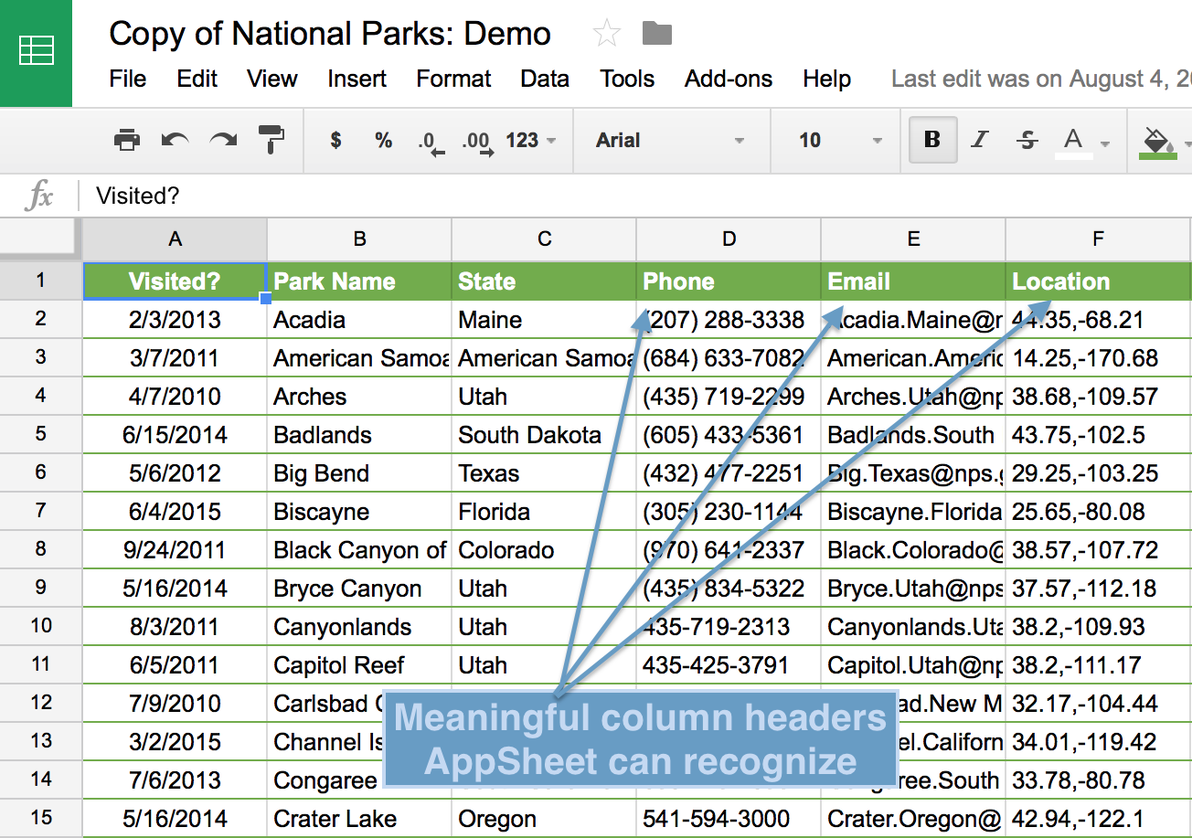 Copy of National Parks: Demo
File Edit View Insert Format Data Tools Add-ons Help Last edit was on August 4,
$ % .0 .00 123 Arial 10 B I S A
fx Visited?
A B C D E F
1 Visited? Park Name State Phone Email Location
2 2/3/2013 Acadia Maine (207) 288-3338 Acadia.Maine@n 44.35,-68.21
3 3/7/2011 American Samoa American Samoa (684) 633-7082 American.Americ 14.25,-170.68
4 4/7/2010 Arches Utah (435) 719-2299 Arches.Utah@np 38.68,-109.57
5 6/15/2014 Badlands South Dakota (605) 433-5361 Badlands.South 43.75,-102.5
6 5/6/2012 Big Bend Texas (432) 477-2251 Big.Texas@nps.g 29.25,-103.25
7 6/4/2015 Biscayne Florida (305) 230-1144 Biscayne.Florida 25.65,-80.08
8 9/24/2011 Black Canyon of Colorado (970) 641-2337 Black.Colorado@ 38.57,-107.72
9 5/16/2014 Bryce Canyon Utah (435) 834-5322 Bryce.Utah@nps 37.57,-112.18
10 8/3/2011 Canyonlands Utah 435-719-2313 Canyonlands.Uta 38.2,-109.93
11 6/5/2011 Capitol Reef Utah 435-425-3791 Capitol.Utah@np 38.2,-111.17
12 7/9/2010 Carlsbad ad.New M 32.17,-104.44
Meaningful column headers
13 3/2/2015 Channel Is el.Californ 34.01,-119.42
AppSheet can recognize
14 7/6/2013 Congaree ree.South 33.78,-80.78
15 5/16/2014 Crater Lake Oregon 541-594-3000 Crater.Oregon@ 42.94,-122.1